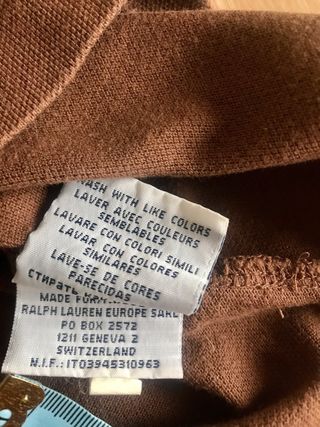 WASH WITH LIKE COLORS
LAVER AVEC COULEURS
SEMBLABLES
LAVARE CON COLORI SIMILI
LAVAR CON COLORES
SIMILARES
LAVE-SE DE CORES
PARECIDAS
СТИРАТЬ
MADE FOR
RALPH LAUREN EUROPE SARL
PO BOX 2572
1211 GENEVA 2
SWITZERLAND
N.I.F.: IT03945310963